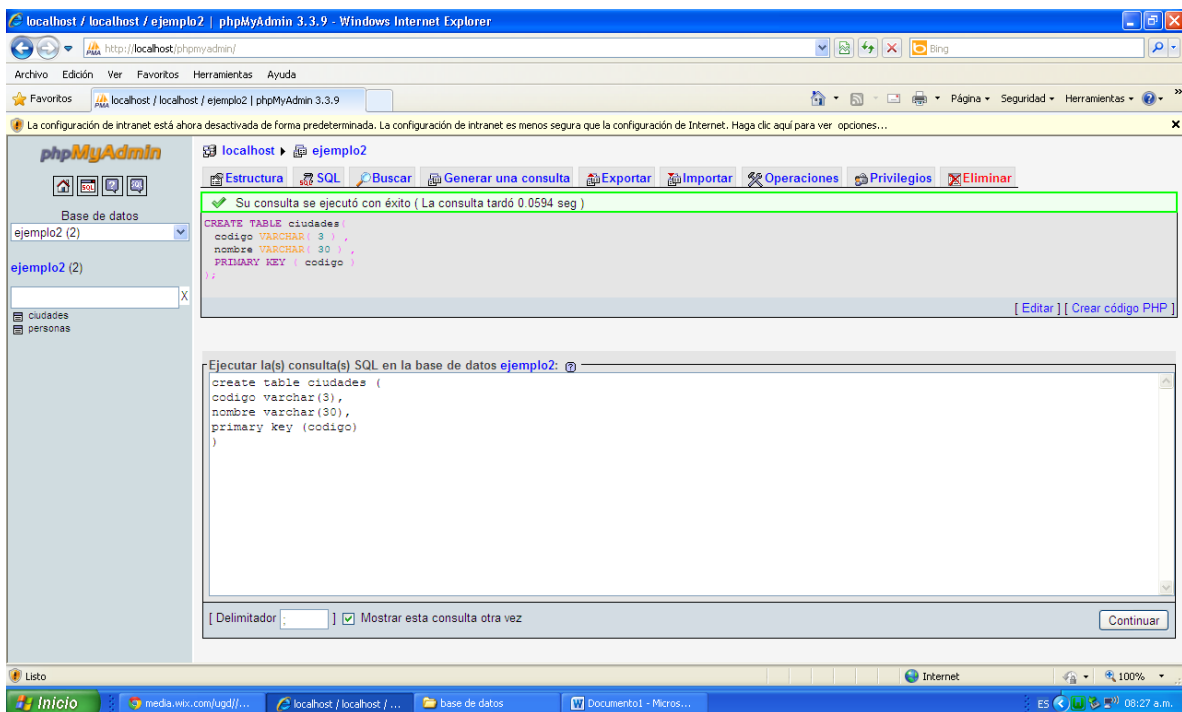 localhost / localhost / ejemplo2 | phpMyAdmin 3.3.9 - Windows Internet Explorer
http://localhost/phpmyadmin/
Bing
Archivo Edición Ver Favoritos Herramientas Ayuda
Favoritos localhost / localhost / ejemplo2 | phpMyAdmin 3.3.9 Página Seguridad Herramientas
La configuración de intranet está ahora desactivada de forma predeterminada. La configuración de intranet es menos segura que la configuración de Internet. Haga clic aquí para ver opciones...
phpMyAdmin
Base de datos
ejemplo2 (2)
ejemplo2 (2)
X
ciudades
personas
localhost ejemplo2
Estructura SQL Buscar Generar una consulta Exportar Importar Operaciones Privilegios Eliminar
Su consulta se ejecutó con éxito ( La consulta tardó 0.0594 seg )
CREATE TABLE ciudades(
codigo VARCHAR( 3 ) ,
nombre VARCHAR( 30 ) ,
PRIMARY KEY ( codigo )
);
[ Editar ] [ Crear código PHP ]
Ejecutar la(s) consulta(s) SQL en la base de datos ejemplo2:
create table ciudades (
codigo varchar(3),
nombre varchar(30),
primary key (codigo)
)
[ Delimitador ; ] Mostrar esta consulta otra vez
Continuar
Listo Internet 100%
Inicio media.wix.com/ugd//... localhost / localhost / ... base de datos Documento1 - Micros... ES 08:27 a.m.